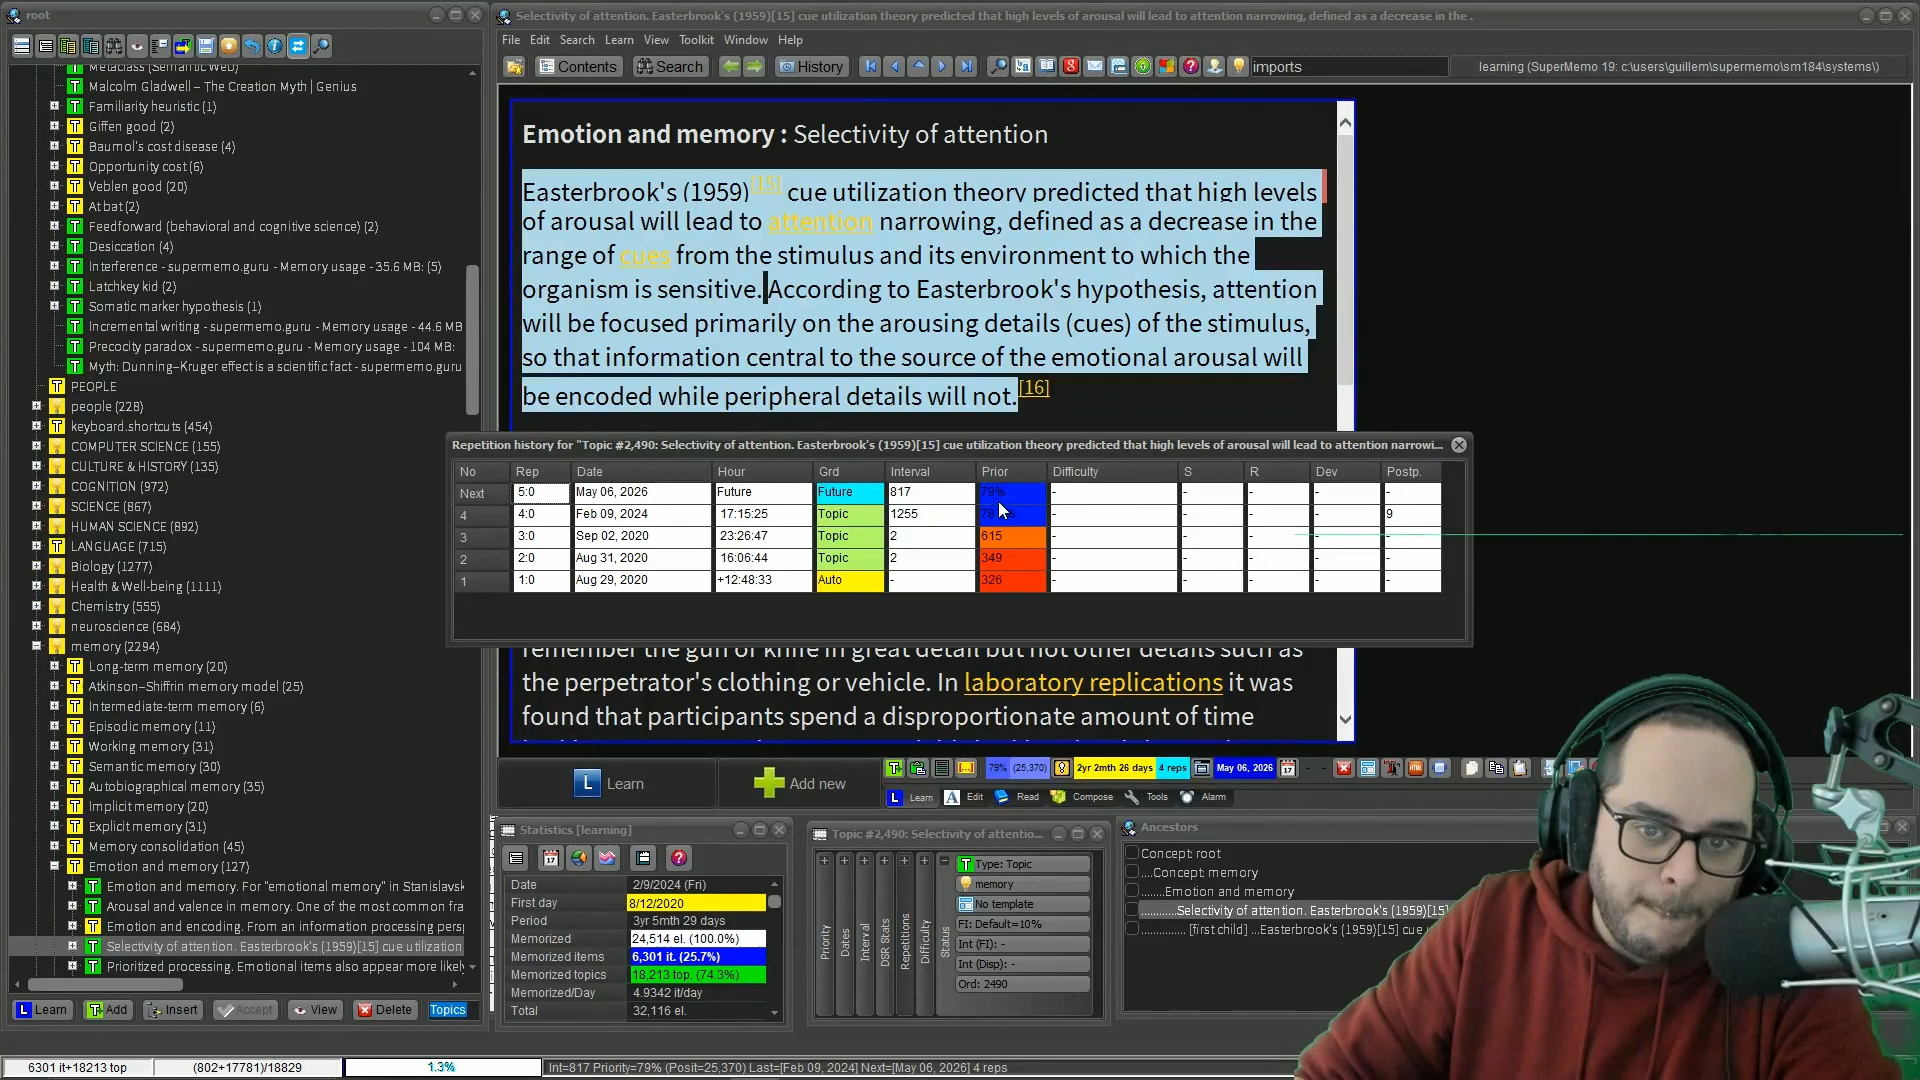 root
Metaclass (Semantic Web)
Malcolm Gladwell – The Creation Myth | Genius
Familiarity heuristic (1)
Giffen good (2)
Baumol's cost disease (4)
Opportunity cost (6)
Veblen good (20)
At bat (2)
Feedforward (behavioral and cognitive science) (2)
Desiccation (4)
Interference - supermemo.guru - Memory usage - 35.6 MB: (5)
Latchkey kid (2)
Somatic marker hypothesis (1)
Incremental writing - supermemo.guru - Memory usage - 44.6 MB
Precocity paradox - supermemo.guru - Memory usage - 104 MB:
Myth: Dunning–Kruger effect is a scientific fact - supermemo.guru
PEOPLE
people (228)
keyboard.shortcuts (454)
COMPUTER SCIENCE (155)
CULTURE & HISTORY (135)
COGNITION (972)
SCIENCE (867)
HUMAN SCIENCE (892)
LANGUAGE (715)
Biology (1277)
Health & Well-being (1111)
Chemistry (555)
neuroscience (684)
memory (2294)
Long-term memory (20)
Atkinson–Shiffrin memory model (25)
Intermediate-term memory (6)
Episodic memory (11)
Working memory (31)
Semantic memory (30)
Autobiographical memory (35)
Implicit memory (20)
Explicit memory (31)
Memory consolidation (45)
Emotion and memory (127)
Emotion and memory. For "emotional memory" in Stanislavsk
Arousal and valence in memory. One of the most common fra
Emotion and encoding. From an information processing persp
Selectivity of attention. Easterbrook's (1959)[15] cue utilization
Prioritized processing. Emotional items also appear more likely
Learn Add Insert Accept View Delete Topics
6301 it+18213 top (802+17781)/18829 1.3% Int=817 Priority=79% (Posit=25,370) Last=[Feb 09, 2024] Next=[May 06, 2026] 4 reps
Selectivity of attention. Easterbrook's (1959)[15] cue utilization theory predicted that high levels of arousal will lead to attention narrowing, defined as a decrease in the .
File Edit Search Learn View Toolkit Window Help
Contents Search History imports learning (SuperMemo 19: c:\users\guillem\supermemo\sm184\systems\)
Emotion and memory : Selectivity of attention
Easterbrook's (1959)[15] cue utilization theory predicted that high levels
of arousal will lead to attention narrowing, defined as a decrease in the
range of cues from the stimulus and its environment to which the
organism is sensitive. According to Easterbrook's hypothesis, attention
will be focused primarily on the arousing details (cues) of the stimulus,
so that information central to the source of the emotional arousal will
be encoded while peripheral details will not.[16]
Repetition history for "Topic #2,490: Selectivity of attention. Easterbrook's (1959)[15] cue utilization theory predicted that high levels of arousal will lead to attention narrowi...
No Rep Date Hour Grd Interval Prior Difficulty S R Dev Postp.
Next 5:0 May 06, 2026 Future Future 817 79% - - - - -
4 4:0 Feb 09, 2024 17:15:25 Topic 1255 - - - - 9
3 3:0 Sep 02, 2020 23:26:47 Topic 2 615 - - - - -
2 2:0 Aug 31, 2020 16:06:44 Topic 2 349 - - - - -
1 1:0 Aug 29, 2020 +12:48:33 Auto - 326 - - - - -
remember the gun or knife in great detail but not other details such as
the perpetrator's clothing or vehicle. In laboratory replications it was
found that participants spend a disproportionate amount of time
Learn Add new 79% (25,370) 2yr 2mth 26 days 4 reps May 06, 2026
Learn Edit Read Compose Tools Alarm
Statistics [learning]
Date 2/9/2024 (Fri)
First day 8/12/2020
Period 3yr 5mth 29 days
Memorized 24,514 el. (100.0%)
Memorized items 6,301 it. (25.7%)
Memorized topics 18,213 top. (74.3%)
Memorized/Day 4.9342 it/day
Total 32,116 el.
Topic #2,490: Selectivity of attentio...
Priority
Dates
Interval
DSR Stats
Repetitions
Difficulty
Status
Type: Topic
memory
No template
FI: Default=10%
Int (FI): -
Int (Disp): -
Ord: 2490
Ancestors
Concept: root
....Concept: memory
........Emotion and memory
............Selectivity of attention. Easterbrook's (1959)[15]
............... [first child] ...Easterbrook's (1959)[15] cue